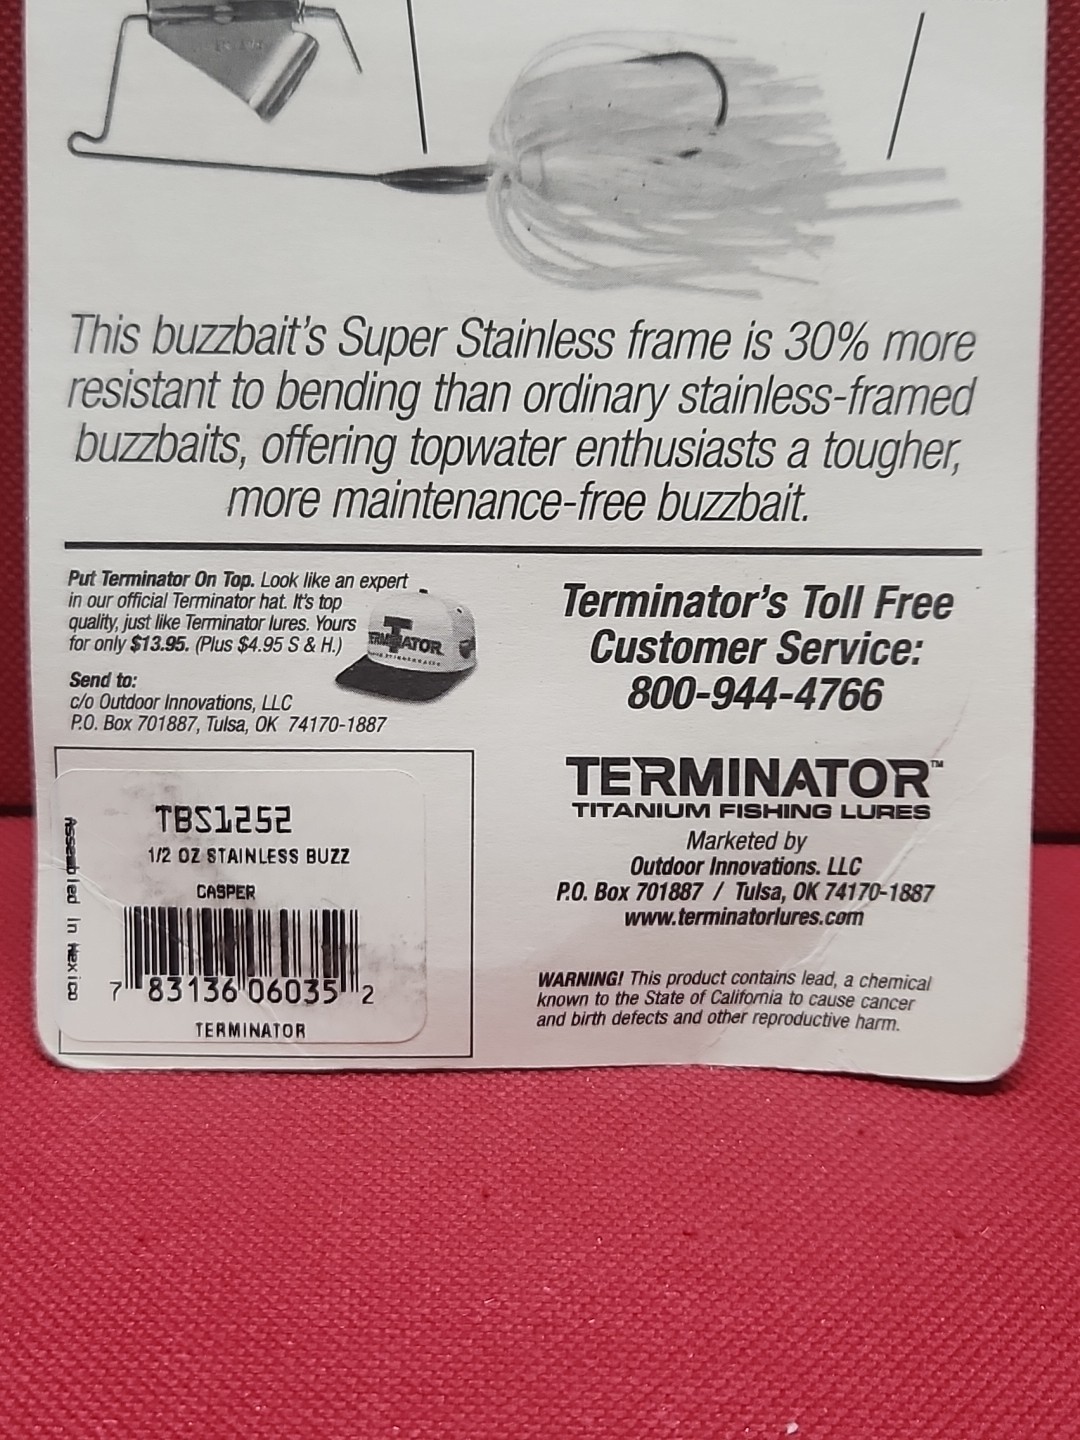 This buzzbait's Super Stainless frame is 30% more
resistant to bending than ordinary stainless-framed
buzzbaits, offering topwater enthusiasts a tougher,
more maintenance-free buzzbait.
Put Terminator On Top. Look like an expert
in our official Terminator hat. It's top
quality, just like Terminator lures. Yours
for only $13.95. (Plus $4.95 S & H.)
TERMINATOR
Send to:
c/o Outdoor Innovations, LLC
P.O. Box 701887, Tulsa, OK 74170-1887
Assembled in Mexico
TBS1252
1/2 OZ STAINLESS BUZZ
CASPER
7 83136 06035 2
TERMINATOR
Terminator's Toll Free
Customer Service:
800-944-4766
TERMINATOR™
TITANIUM FISHING LURES
Marketed by
Outdoor Innovations. LLC
P.O. Box 701887 / Tulsa, OK 74170-1887
www.terminatorlures.com
WARNING! This product contains lead, a chemical
known to the State of California to cause cancer
and birth defects and other reproductive harm.